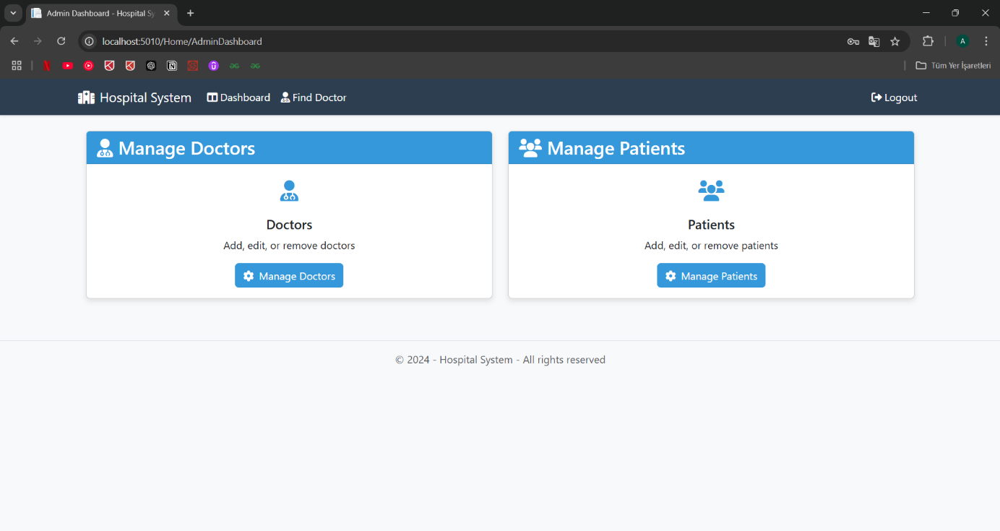 Admin Dashboard - Hospital Sy
localhost:5010/Home/AdminDashboard
A
Tüm Yer İşaretleri
Hospital System Dashboard Find Doctor Logout
Manage Doctors
Doctors
Add, edit, or remove doctors
Manage Doctors
Manage Patients
Patients
Add, edit, or remove patients
Manage Patients
© 2024 - Hospital System - All rights reserved